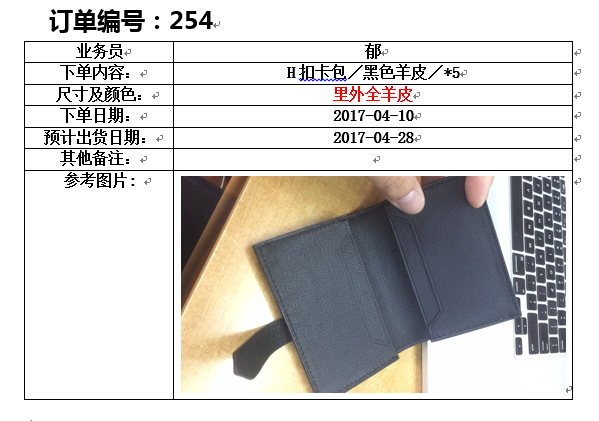 订单编号：254
业务员 郁
下单内容： H扣卡包／黑色羊皮／*5
尺寸及颜色： 里外全羊皮
下单日期： 2017-04-10
预计出货日期： 2017-04-28
其他备注：
参考图片：